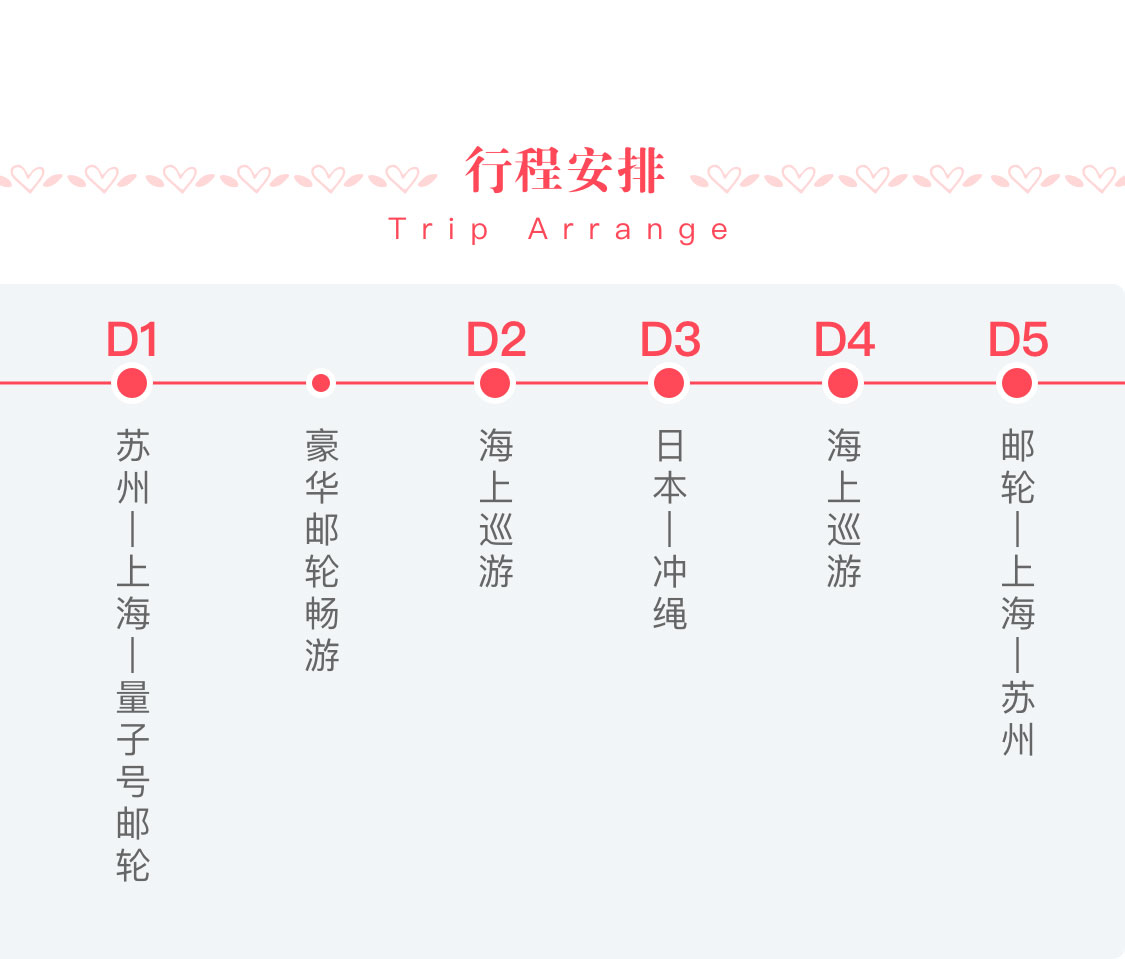 行程安排
Trip Arrange
D1
苏州—上海—量子号邮轮
豪华邮轮畅游
D2
海上巡游
D3
日本—冲绳
D4
海上巡游
D5
邮轮—上海—苏州